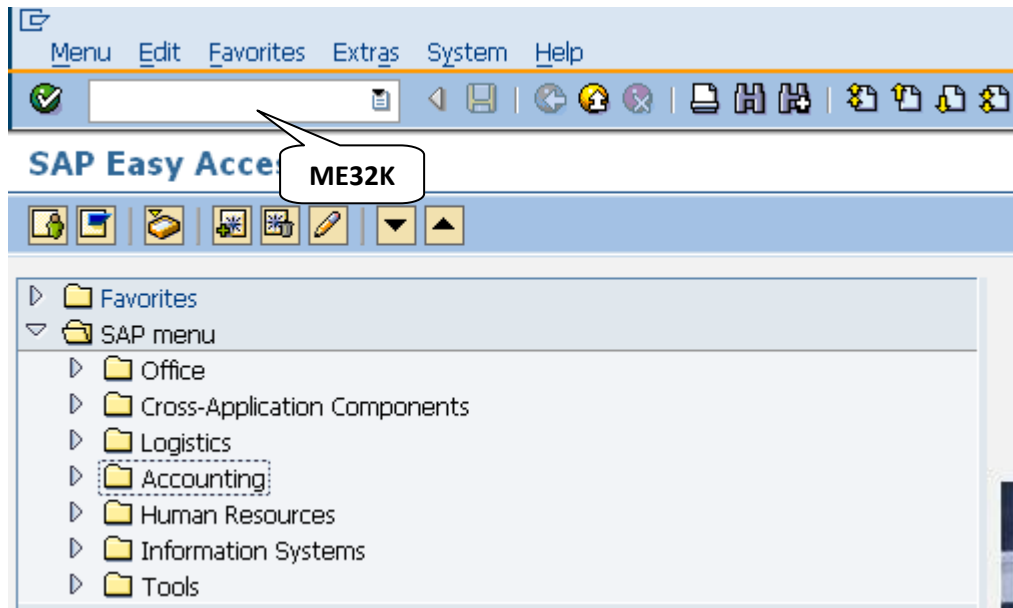 Menu Edit Favorites Extras System Help
SAP Easy Acces
ME32K
Favorites
SAP menu
Office
Cross-Application Components
Logistics
Accounting
Human Resources
Information Systems
Tools